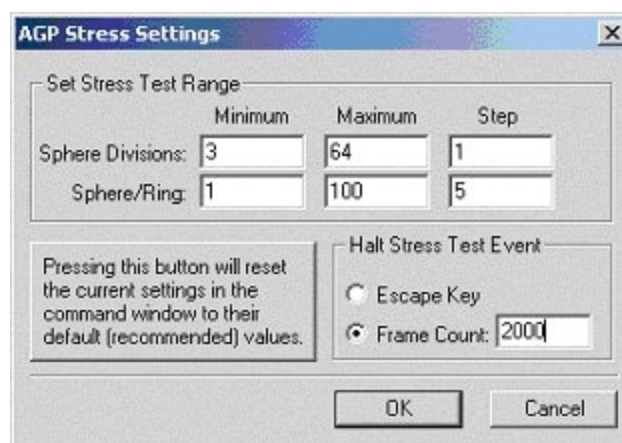 AGP Stress Settings
Set Stress Test Range
Minimum Maximum Step
Sphere Divisions: 3 64 1
Sphere/Ring: 1 100 5
Pressing this button will reset
the current settings in the
command window to their
default (recommended) values.
Halt Stress Test Event
Escape Key
Frame Count: 2000
OK Cancel